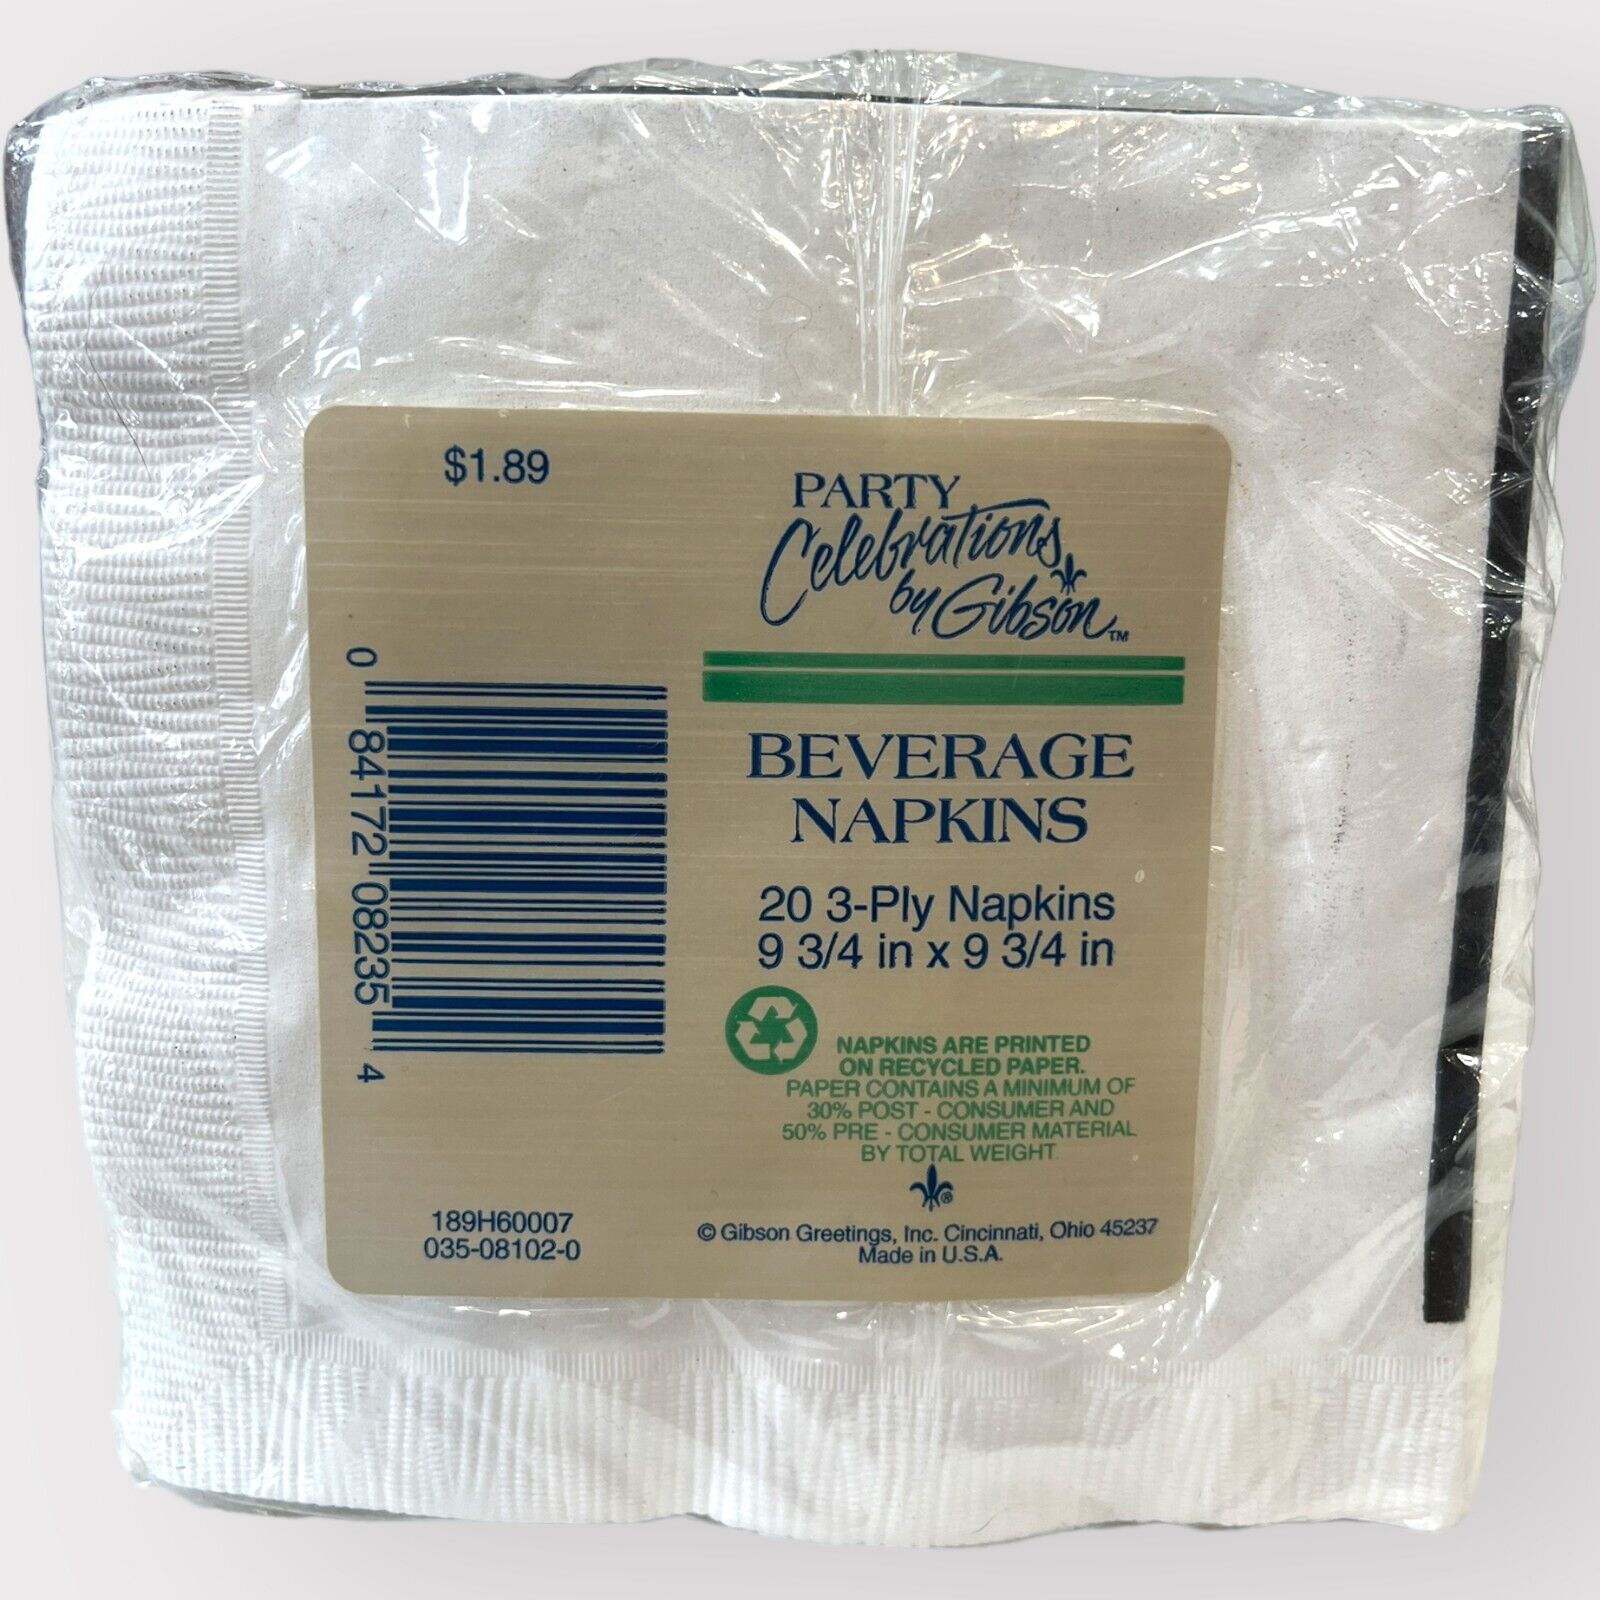 $1.89
PARTY
Celebrations
by Gibson™
BEVERAGE
NAPKINS
20 3-Ply Napkins
9 3/4 in x 9 3/4 in
NAPKINS ARE PRINTED
ON RECYCLED PAPER.
PAPER CONTAINS A MINIMUM OF
30% POST - CONSUMER AND
50% PRE - CONSUMER MATERIAL
BY TOTAL WEIGHT
®
© Gibson Greetings, Inc. Cincinnati, Ohio 45237
Made in U.S.A.
0 84172 08235 4
189H60007
035-08102-0